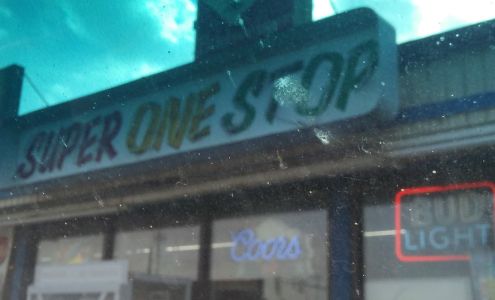 SUPER ONE STOP
Coors
BUD
LIGHT